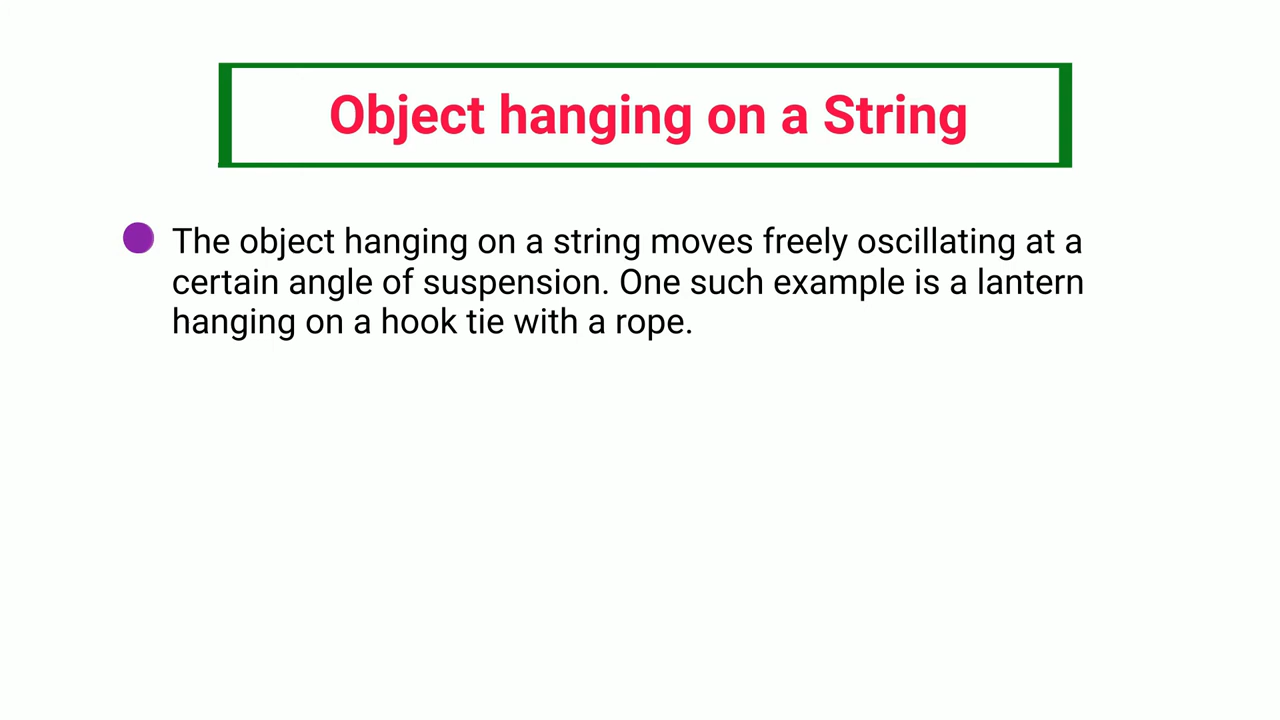 Object hanging on a String
The object hanging on a string moves freely oscillating at a
certain angle of suspension. One such example is a lantern
hanging on a hook tie with a rope.